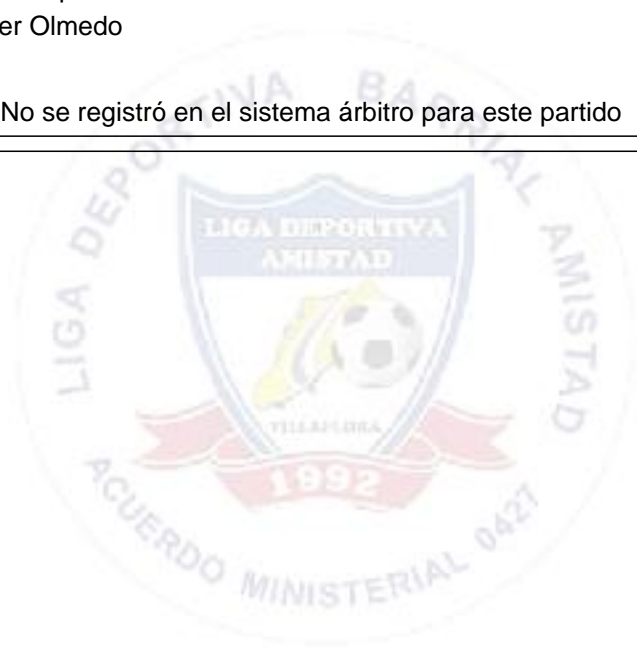 er Olmedo
No se registró en el sistema árbitro para este partido
LIGA DEPORTIVA BARRIAL AMISTAD
LIGA DEPORTIVA
AMISTAD
VILLAFLORA
1992
ACUERDO MINISTERIAL 0427